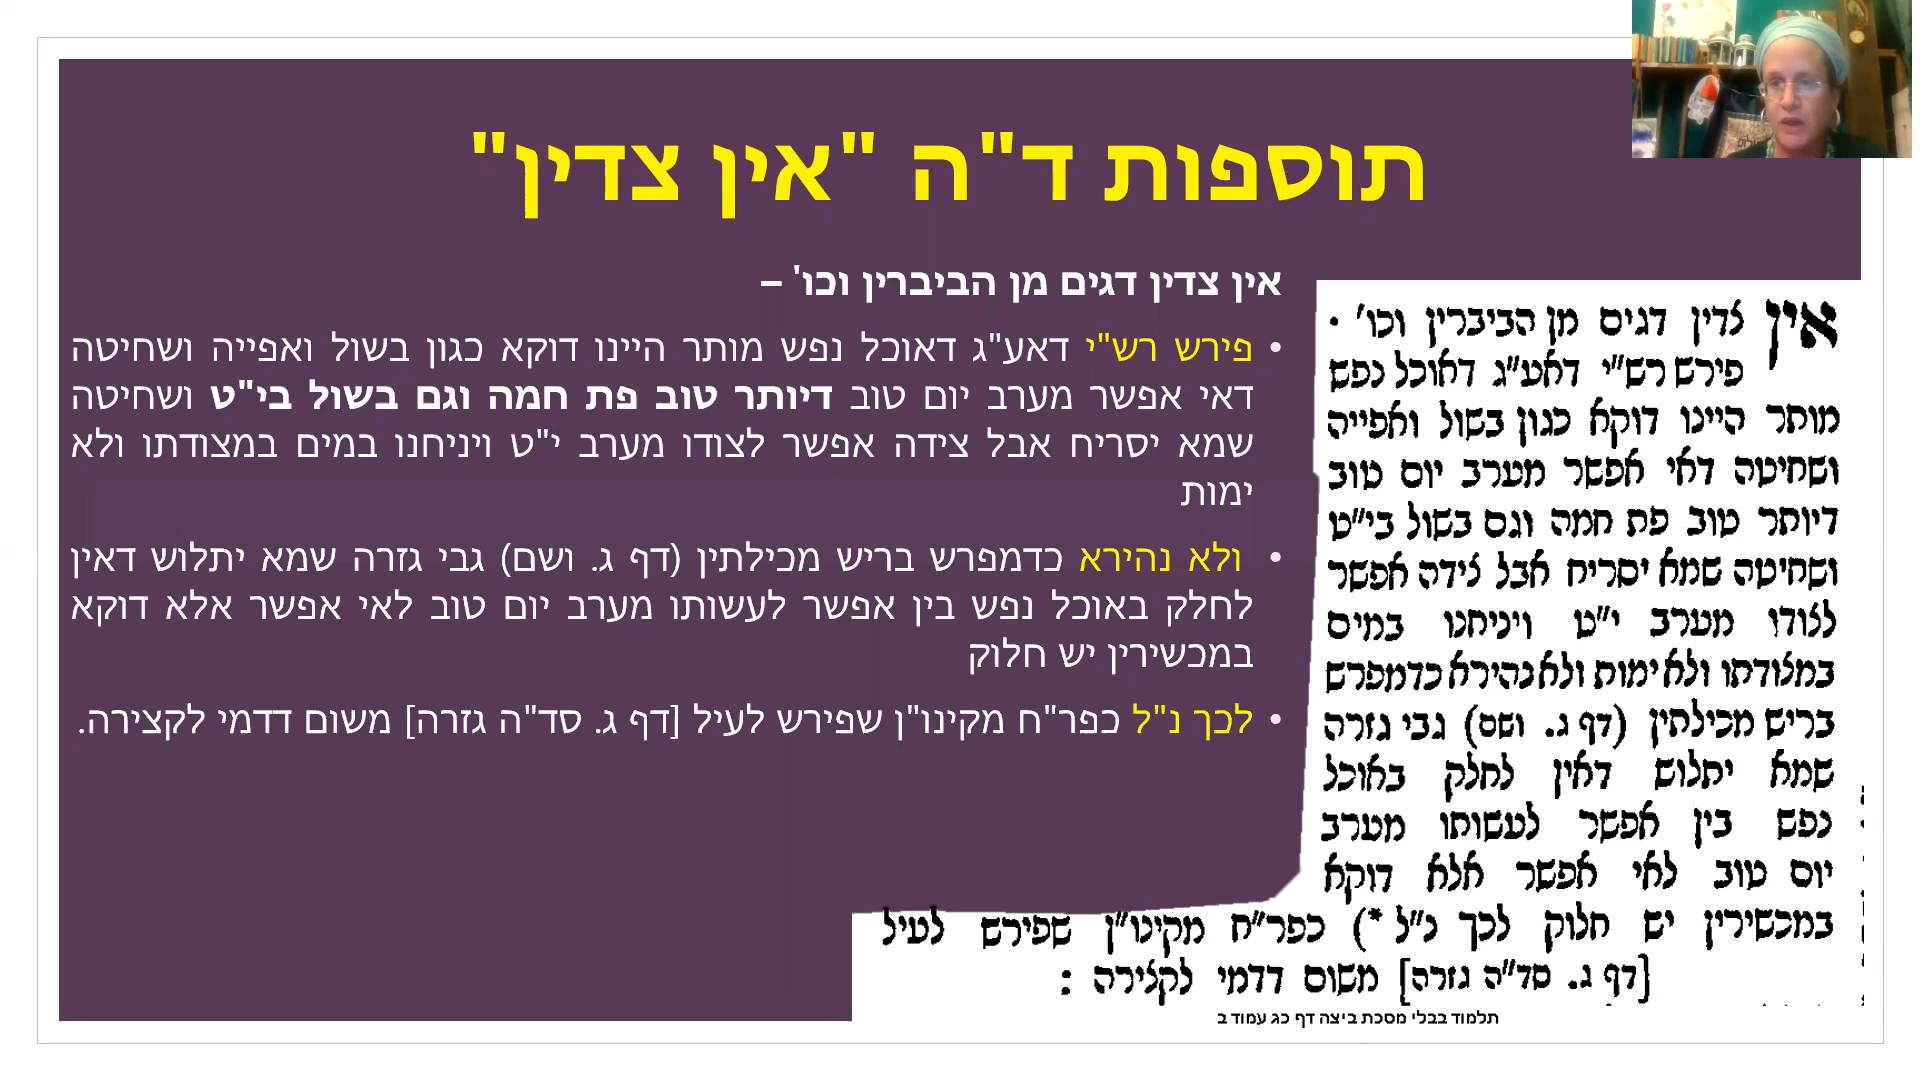 תוספות ד"ה "אין צדין"
אין צדין דגים מן הביברין וכו' –
• פירש רש"י דאע"ג דאוכל נפש מותר היינו דוקא כגון בשול ואפייה ושחיטה
דאי אפשר מערב יום טוב דיותר טוב פת חמה וגם בשול בי"ט ושחיטה
שמא יסריח אבל צידה אפשר לצודו מערב י"ט ויניחנו במים במצודתו ולא
ימות
• ולא נהירא כדמפרש בריש מכילתין (דף ג. ושם) גבי גזרה שמא יתלוש דאין
לחלק באוכל נפש בין אפשר לעשותו מערב יום טוב לאי אפשר אלא דוקא
במכשירין יש חלוק
• לכך נ"ל כפר"ח מקינו"ן שפירש לעיל [דף ג. סד"ה גזרה] משום דדמי לקצירה.
אין צדין דגים מן הביברין וכו' .
פירש רש"י דאע"ג דאוכל נפש
מותר היינו דוקא כגון בשול ואפייה
ושחיטה דאי אפשר מערב יום טוב
דיותר טוב פת חמה וגם בשול בי"ט
ושחיטה שמא יסריח אבל צידה אפשר
לצודו מערב י"ט ויניחנו במים
במצודתו ולא ימות ולא נהירא כדמפרש
בריש מכילתין (דף ג. ושם) גבי גזרה
שמא יתלוש דאין לחלק באוכל
נפש בין אפשר לעשותו מערב
יום טוב לאי אפשר אלא דוקא
במכשירין יש חלוק לכך נ"ל *) כפר"ח מקינו"ן שפירש לעיל
[דף ג. סד"ה גזרה] משום דדמי לקצירה :
תלמוד בבלי מסכת ביצה דף כג עמוד ב